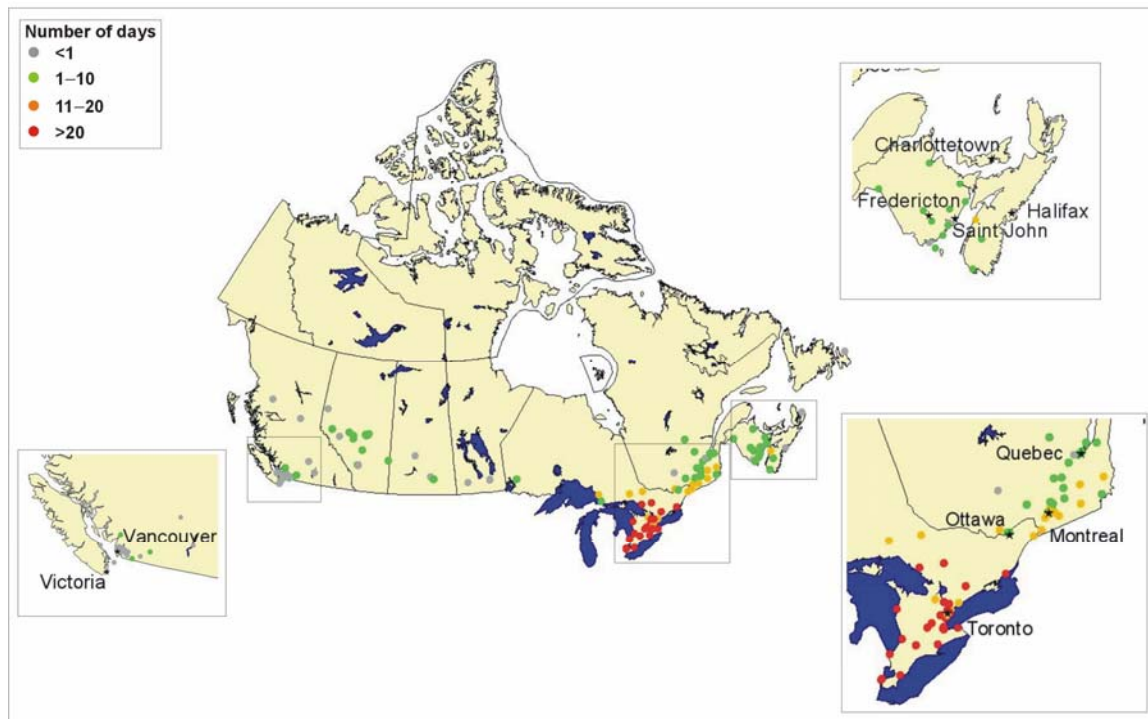 Number of days
<1
1–10
11–20
>20
Charlottetown
Fredericton
Halifax
Saint John
Vancouver
Victoria
Quebec
Ottawa
Montreal
Toronto